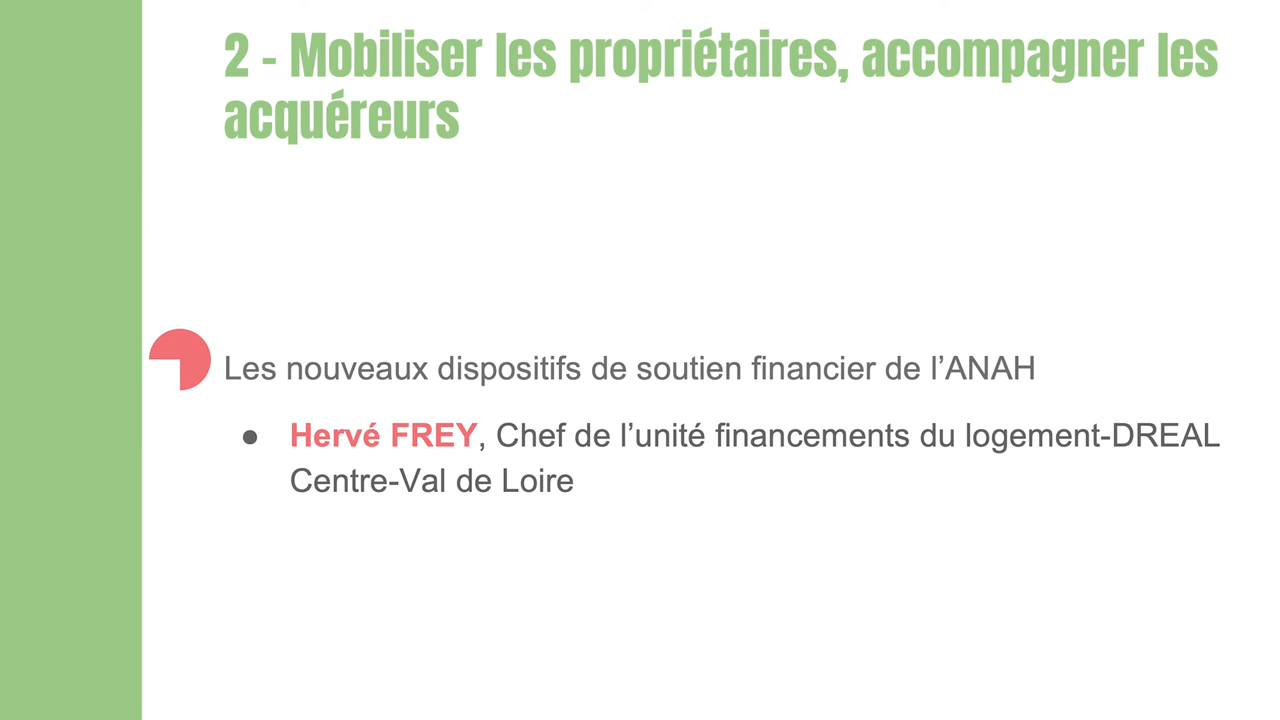 2 - Mobiliser les propriétaires, accompagner les
acquéreurs
Les nouveaux dispositifs de soutien financier de l’ANAH
● Hervé FREY, Chef de l’unité financements du logement-DREAL
Centre-Val de Loire